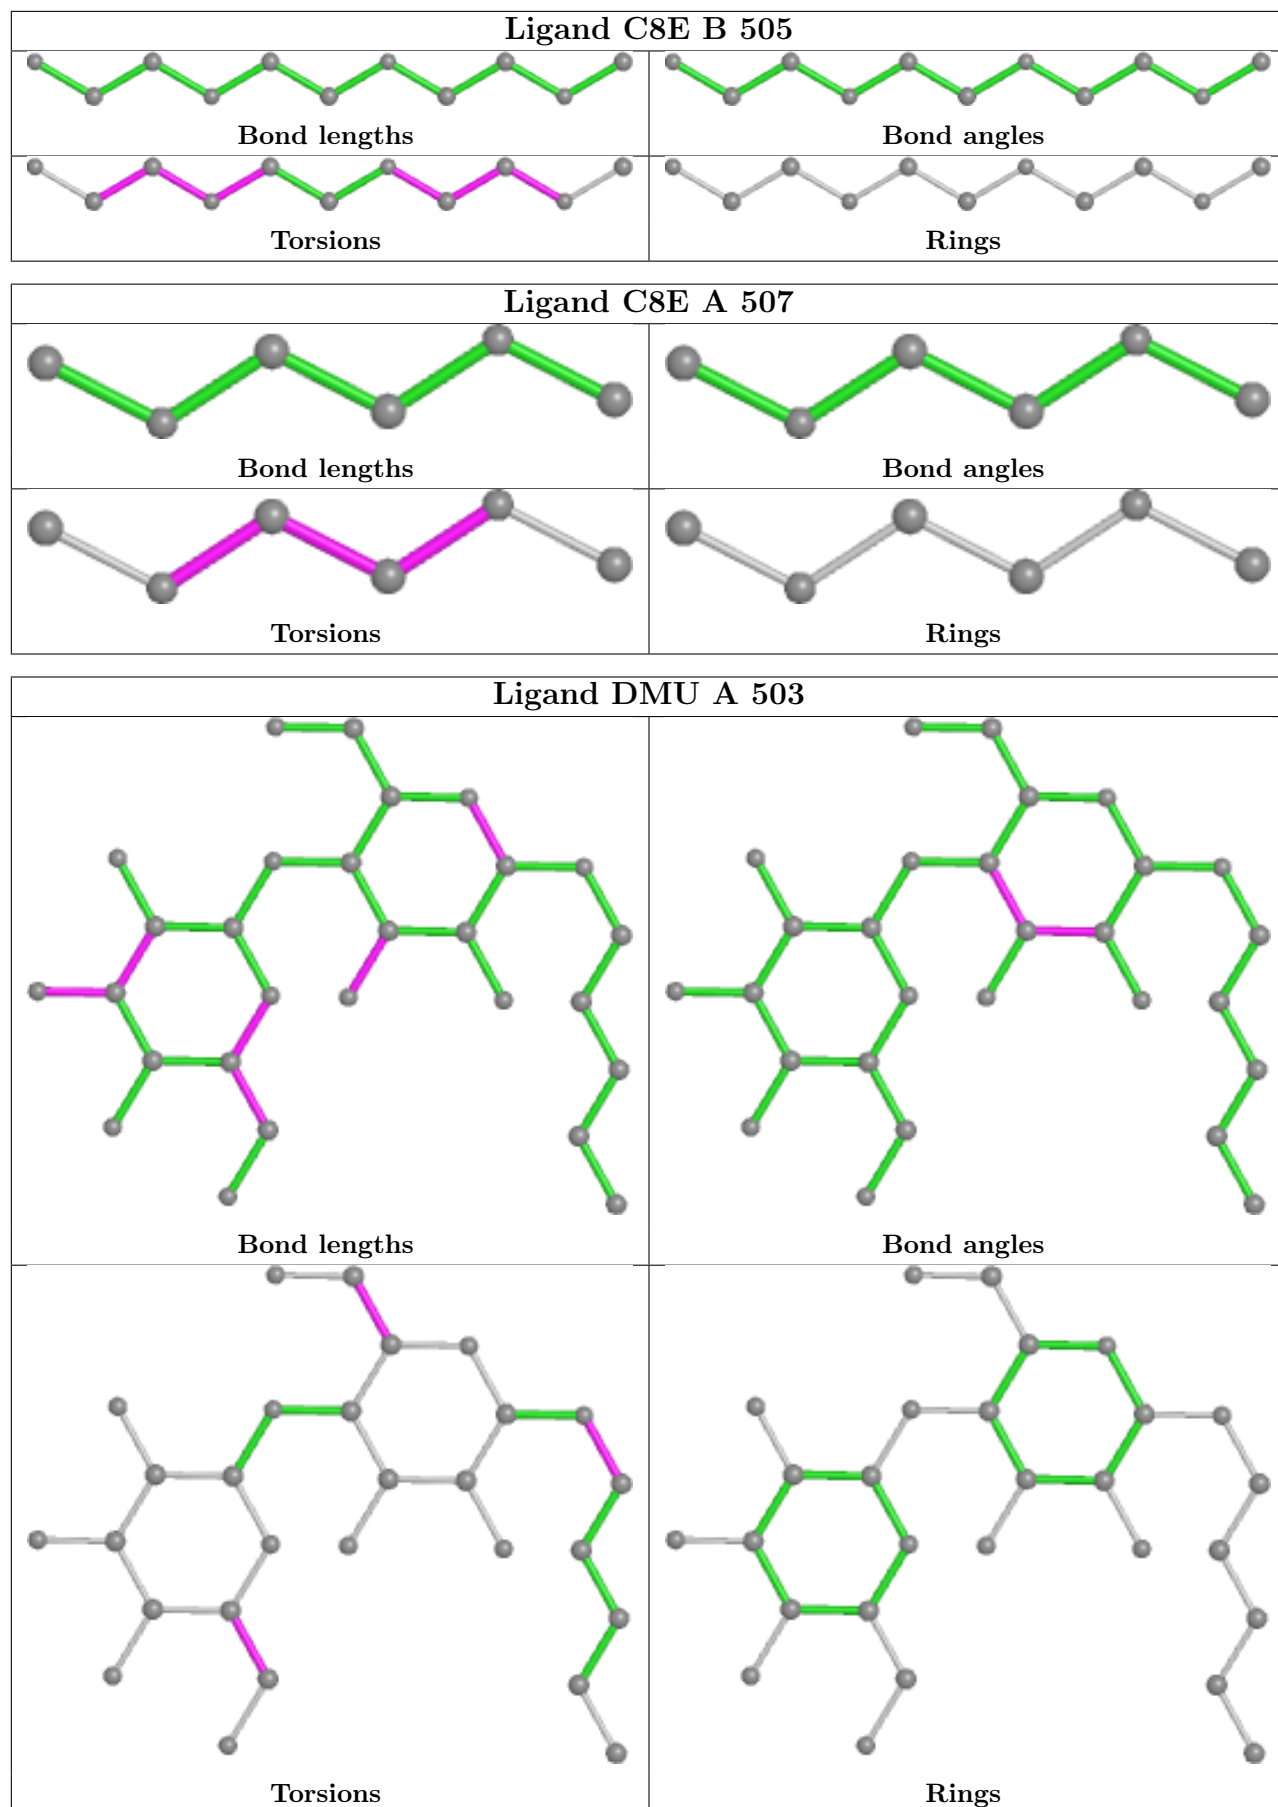 Ligand C8E B 505
Bond lengths
Bond angles
Torsions
Rings
Ligand C8E A 507
Bond lengths
Bond angles
Torsions
Rings
Ligand DMU A 503
Bond lengths
Bond angles
Torsions
Rings